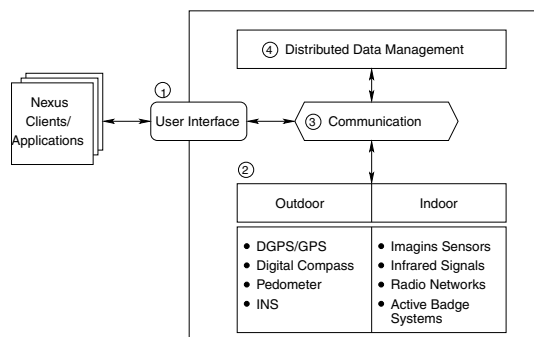 ④ Distributed Data Management
①
Nexus
Clients/
Applications
User Interface
③ Communication
②
Outdoor
Indoor
• DGPS/GPS
• Digital Compass
• Pedometer
• INS
• Imagins Sensors
• Infrared Signals
• Radio Networks
• Active Badge
Systems